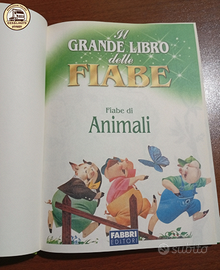 Il
GRANDE LIBRO
delle
FIABE
Fiabe di
Animali
FABBRI
EDITORI
subito